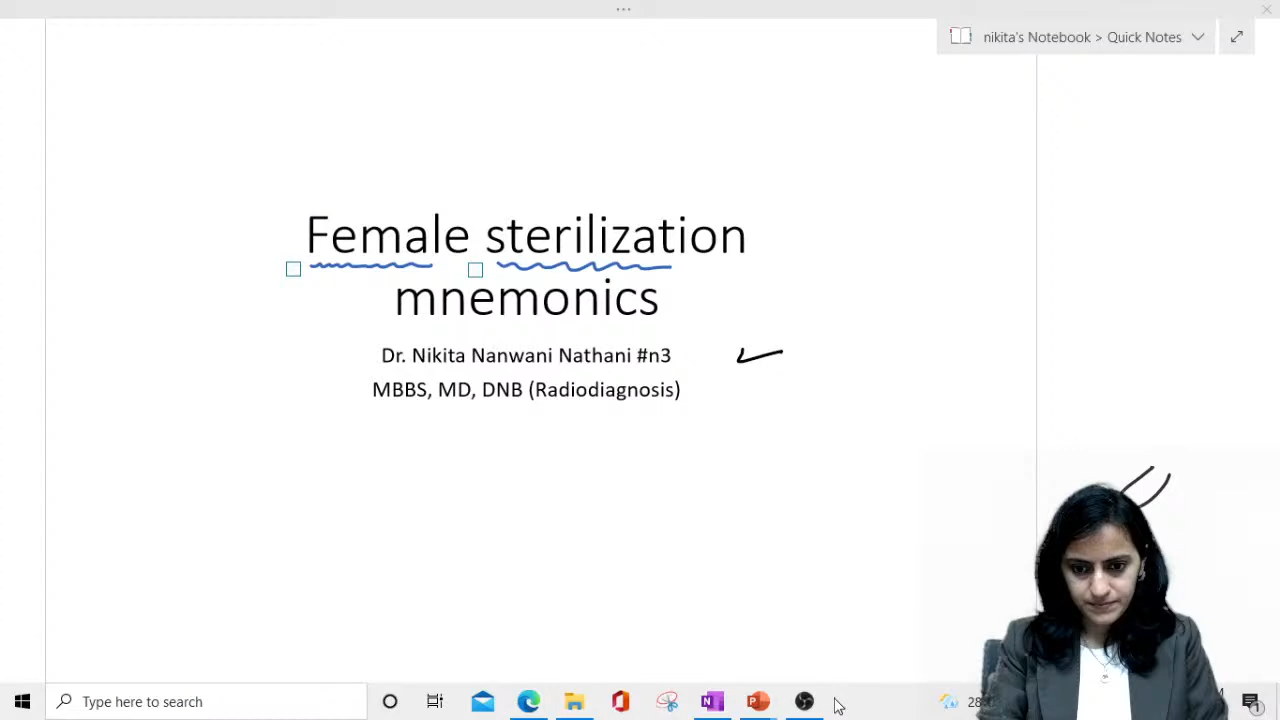 nikita's Notebook > Quick Notes
Female sterilization
mnemonics
Dr. Nikita Nanwani Nathani #n3
MBBS, MD, DNB (Radiodiagnosis)
Type here to search